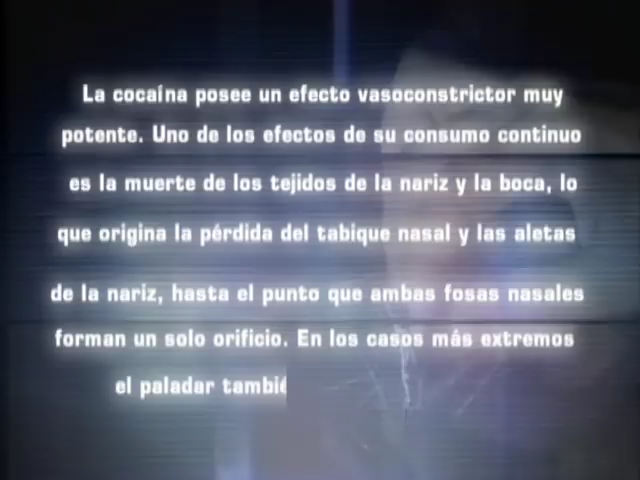 La cocaína posee un efecto vasoconstrictor muy
potente. Uno de los efectos de su consumo continuo
es la muerte de los tejidos de la nariz y la boca, lo
que origina la pérdida del tabique nasal y las aletas
de la nariz, hasta el punto que ambas fosas nasales
forman un solo orificio. En los casos más extremos
el paladar tambié